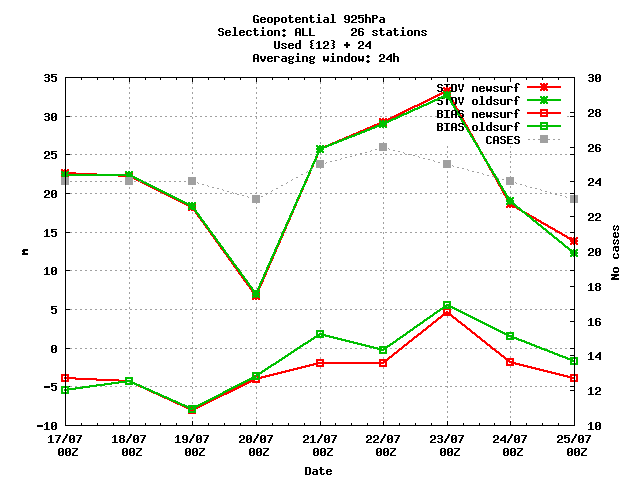 Geopotential 925hPa
Selection: ALL 26 stations
Used {12} + 24
Averaging window: 24h
35 30
30 28
25 26
20 24
15 22
10 20
5 18
0 16
-5 14
-10 12
10
STDV newsurf
STDV oldsurf
BIAS newsurf
BIAS oldsurf
CASES
m
No cases
17/07 18/07 19/07 20/07 21/07 22/07 23/07 24/07 25/07
00Z 00Z 00Z 00Z 00Z 00Z 00Z 00Z 00Z
Date